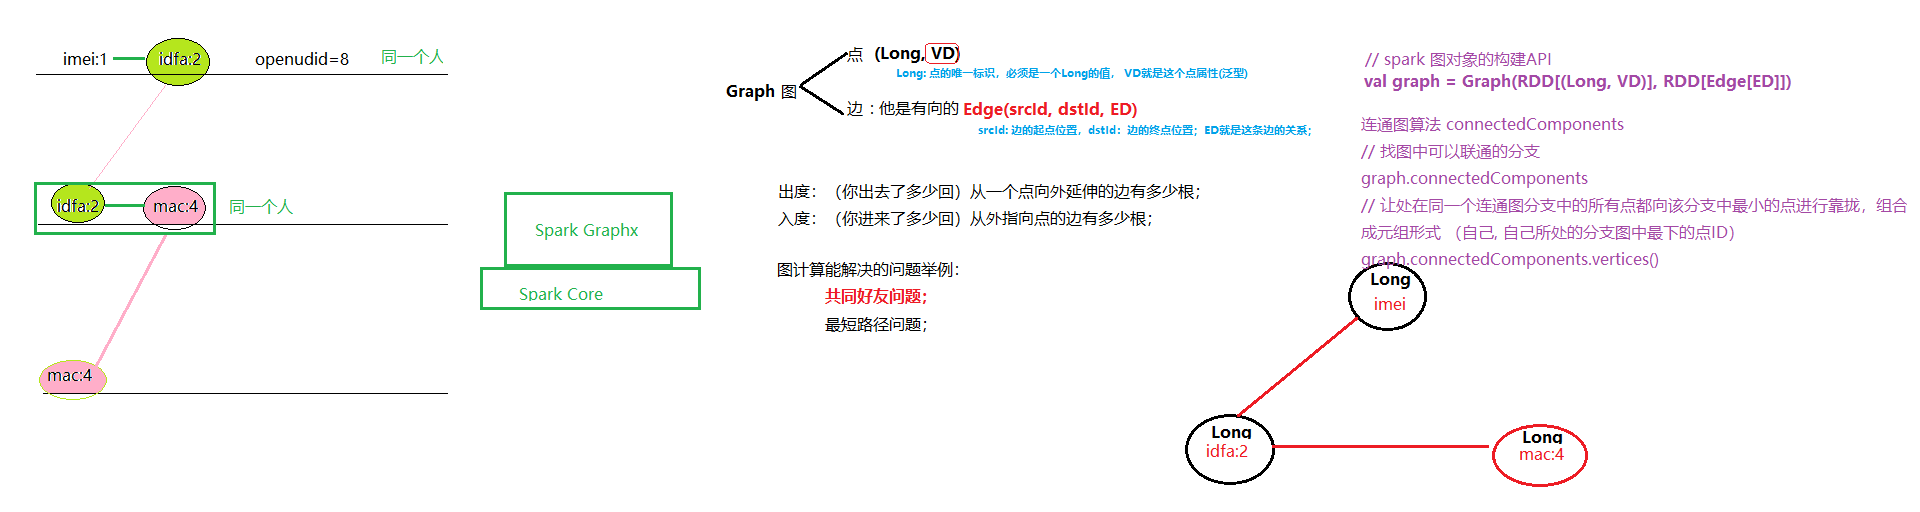 imei:1
idfa:2
openudid=8
同一个人
idfa:2
mac:4
同一个人
mac:4
Spark Graphx
Spark Core
Graph 图
点 (Long, VD)
Long: 点的唯一标识，必须是一个Long的值， VD就是这个点属性(泛型)
边 ：他是有向的 Edge(srcId, dstId, ED)
srcId: 边的起点位置，dstId：边的终点位置；ED就是这条边的关系；
出度：（你出去了多少回）从一个点向外延伸的边有多少根；
入度：（你进来了多少回）从外指向点的边有多少根；
图计算能解决的问题举例：
共同好友问题；
最短路径问题；
// spark 图对象的构建API
val graph = Graph(RDD[(Long, VD)], RDD[Edge[ED]])
连通图算法 connectedComponents
// 找图中可以联通的分支
graph.connectedComponents
// 让处在同一个连通图分支中的所有点都向该分支中最小的点进行靠拢，组合
成元组形式 （自己, 自己所处的分支图中最下的点ID）
graph.connectedComponents.vertices()
Long
imei
Long
idfa:2
Long
mac:4